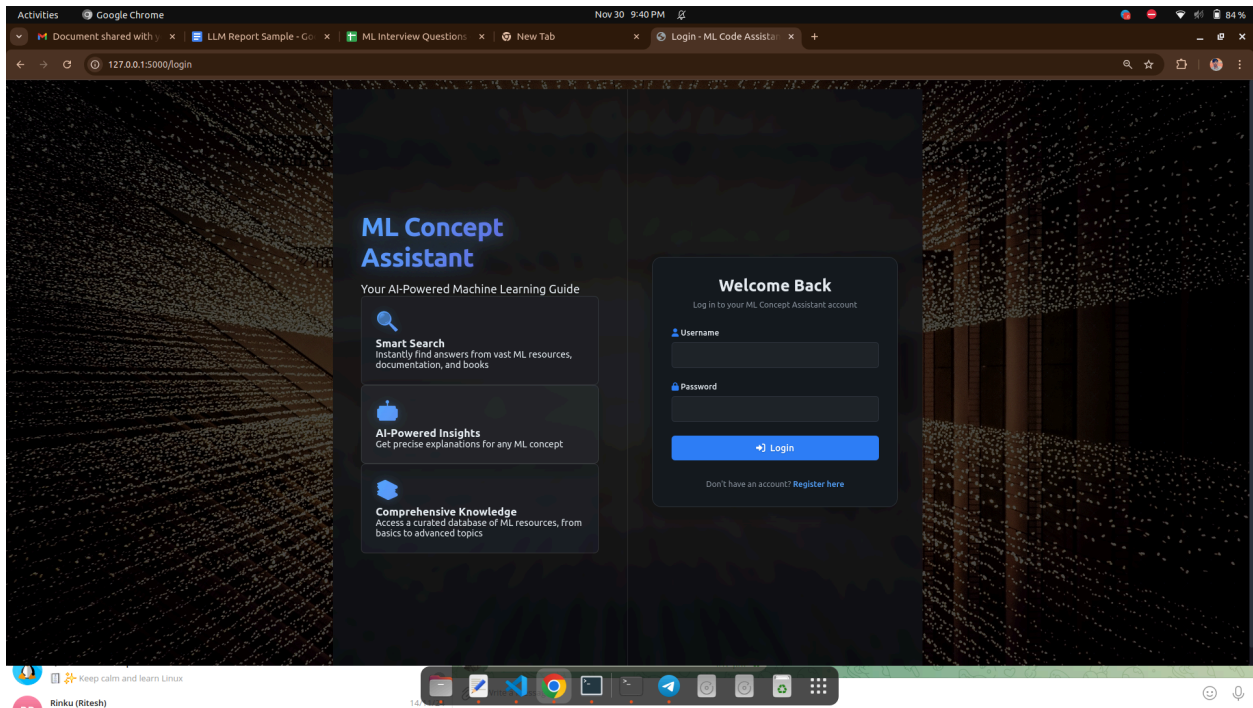 Activities
Google Chrome
Nov 30 9:40 PM
84 %
Document shared with y
LLM Report Sample - Go
ML Interview Questions
New Tab
Login - ML Code Assistan
127.0.0.1:5000/login
ML Concept
Assistant
Your AI-Powered Machine Learning Guide
Smart Search
Instantly find answers from vast ML resources,
documentation, and books
AI-Powered Insights
Get precise explanations for any ML concept
Comprehensive Knowledge
Access a curated database of ML resources, from
basics to advanced topics
Welcome Back
Log in to your ML Concept Assistant account
Username
Password
Login
Don't have an account? Register here
Keep calm and learn Linux
Rinku (Ritesh)